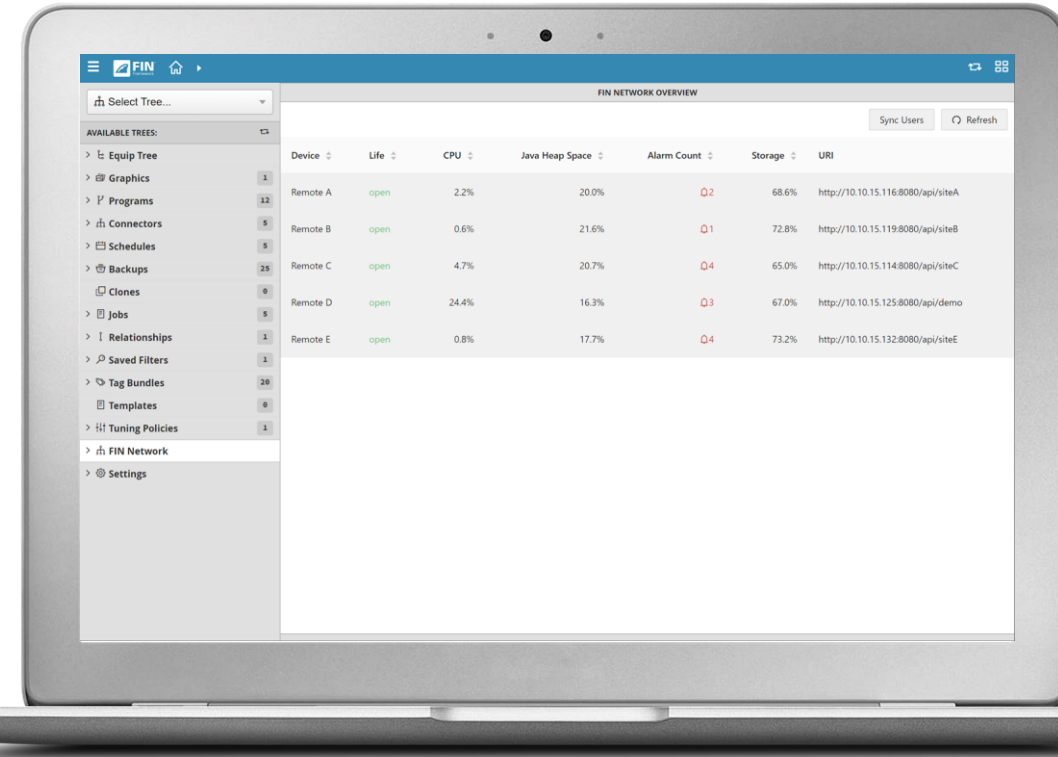 FIN
FIN NETWORK OVERVIEW
Select Tree...
Sync Users Refresh
AVAILABLE TREES:
Equip Tree
Graphics 1
Programs 12
Connectors 5
Schedules 5
Backups 25
Clones 0
Jobs 5
Relationships 1
Saved Filters 1
Tag Bundles 20
Templates 0
Tuning Policies 1
FIN Network
Settings
Device Life CPU Java Heap Space Alarm Count Storage URI
Remote A open 2.2% 20.0% 2 68.6% http://10.10.15.116:8080/api/siteA
Remote B open 0.6% 21.6% 1 72.8% http://10.10.15.119:8080/api/siteB
Remote C open 4.7% 20.7% 4 65.0% http://10.10.15.114:8080/api/siteC
Remote D open 24.4% 16.3% 3 67.0% http://10.10.15.125:8080/api/demo
Remote E open 0.8% 17.7% 4 73.2% http://10.10.15.132:8080/api/siteE